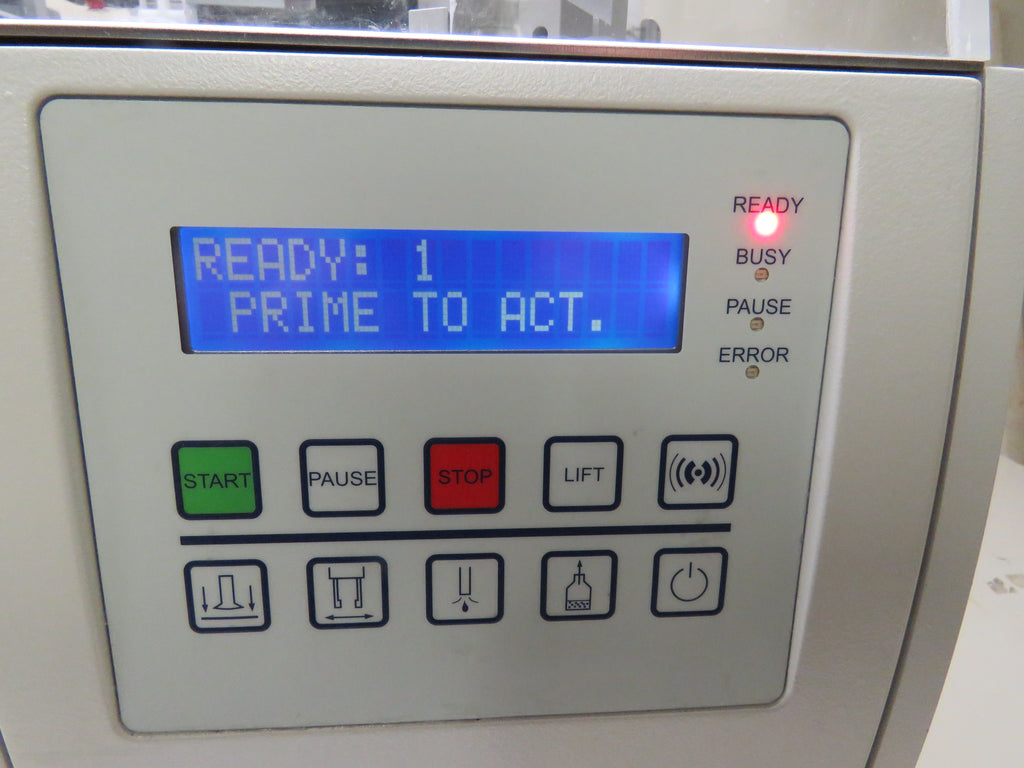 READY: 1
PRIME TO ACT.
READY
BUSY
PAUSE
ERROR
START PAUSE STOP LIFT